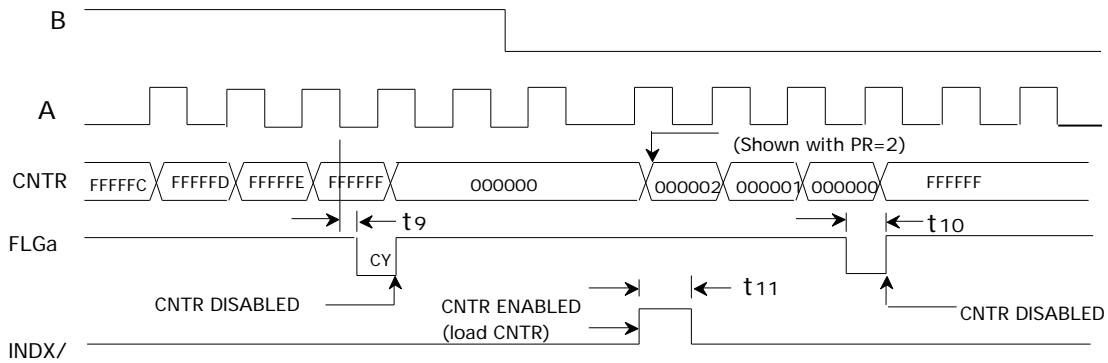 B
A
(Shown with PR=2)
CNTR FFFFFC FFFFFD FFFFFE FFFFFF 000000 000002 000001 000000 FFFFFF
t9 t10
FLGa
CY
t11
CNTR DISABLED CNTR ENABLED CNTR DISABLED
(load CNTR)
INDX/